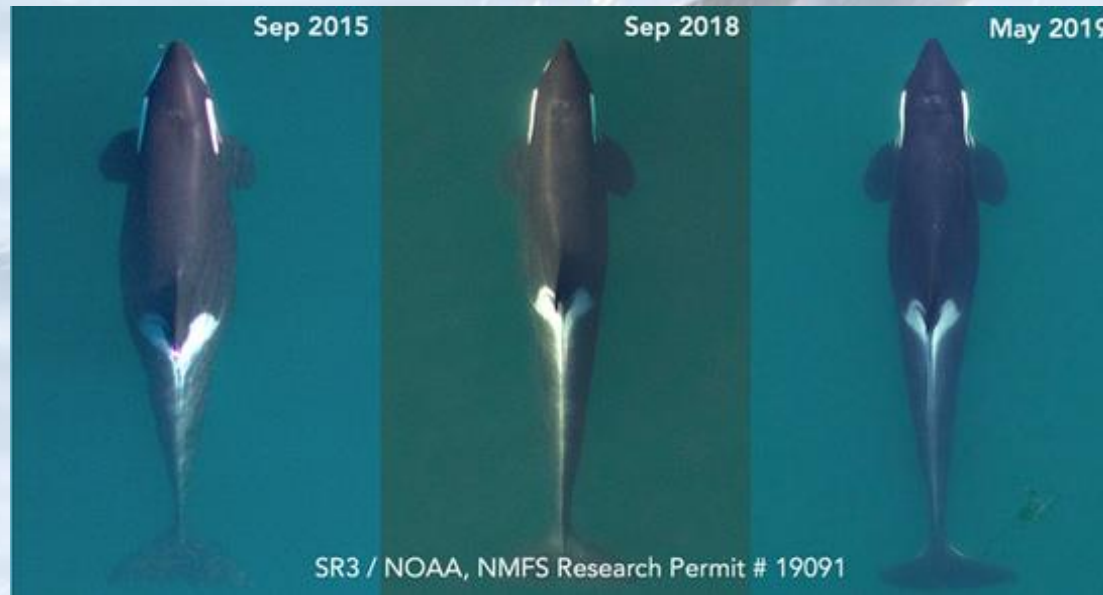 Sep 2015
Sep 2018
May 2019
SR3 / NOAA, NMFS Research Permit # 19091